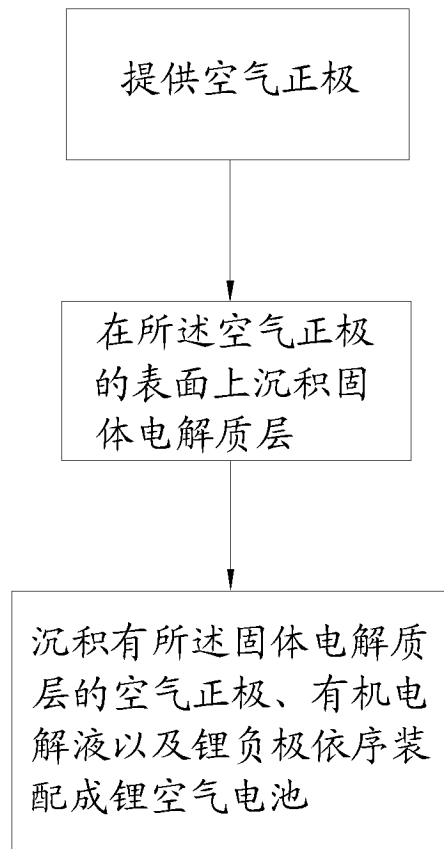 提供空气正极
在所述空气正极
的表面上沉积固
体电解质层
沉积有所述固体电解质
层的空气正极、有机电
解液以及锂负极依序装
配成锂空气电池